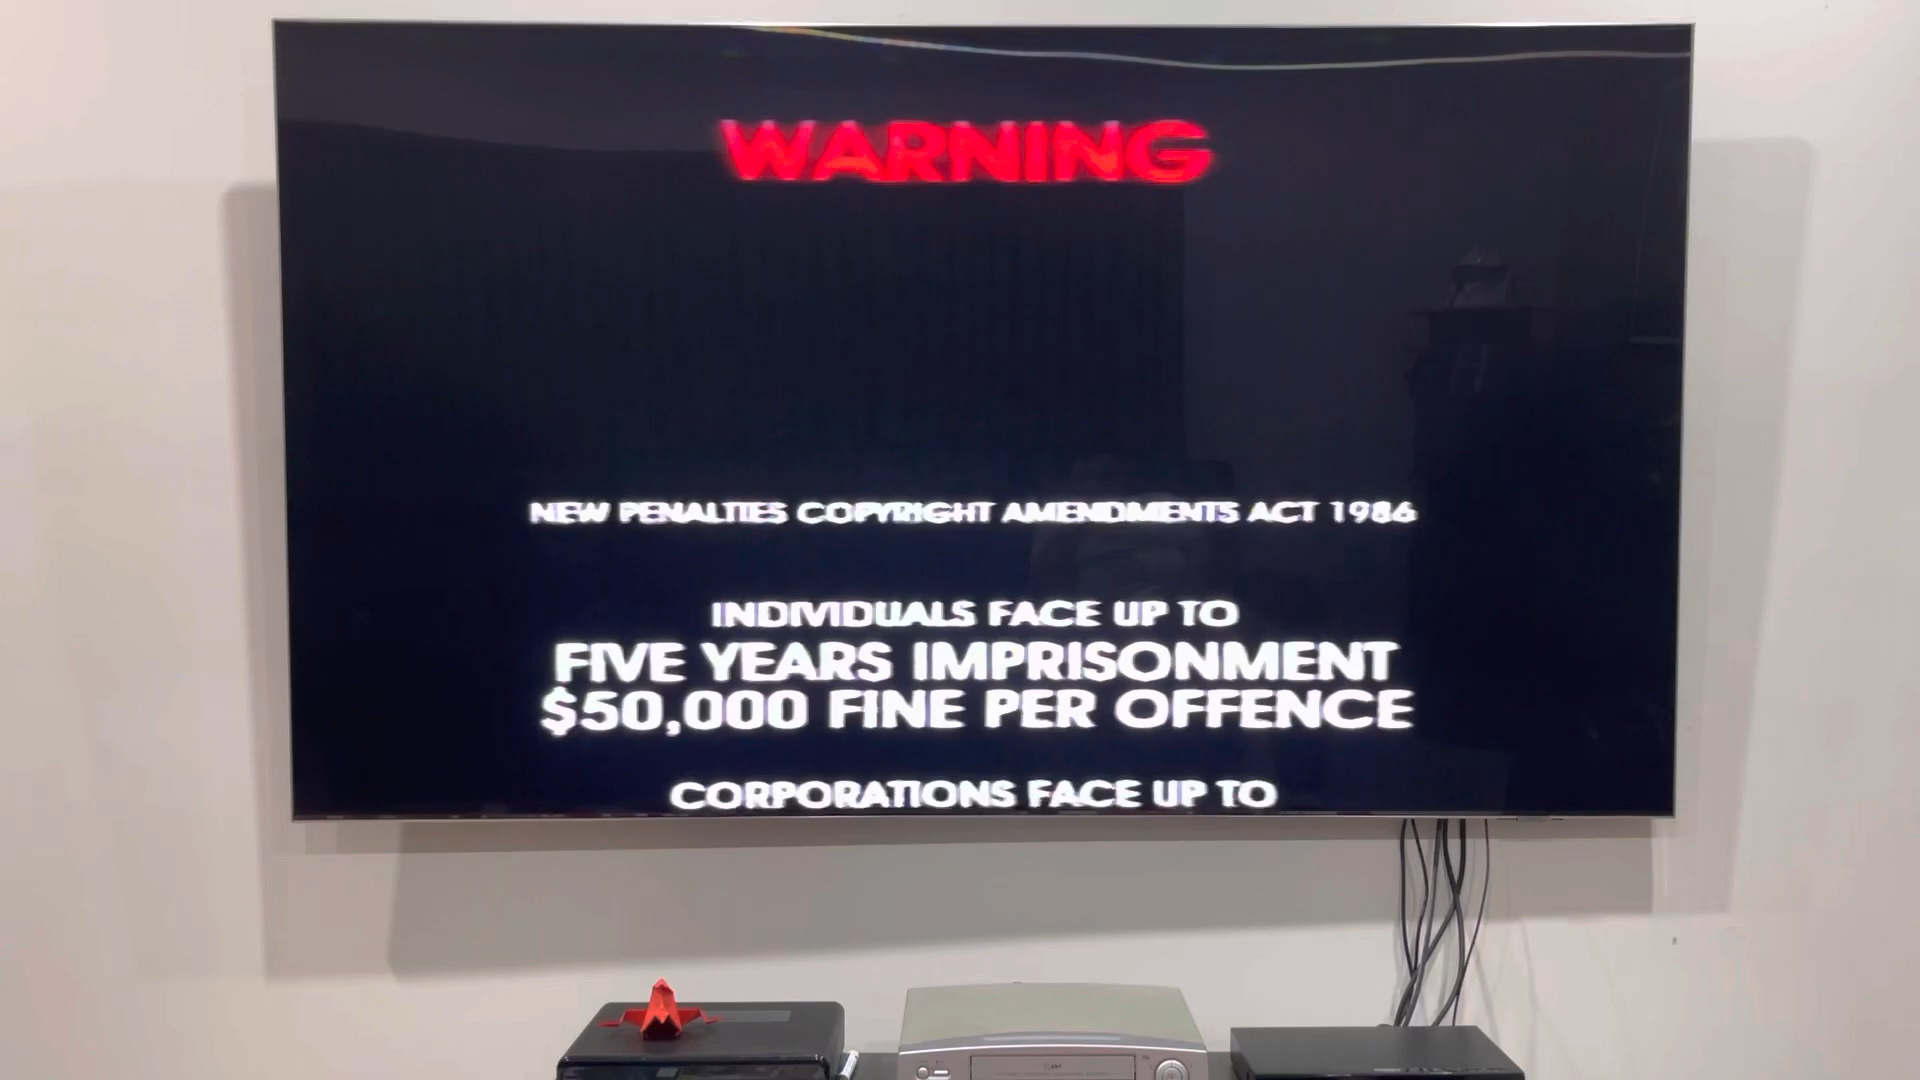 WARNING
NEW PENALTIES COPYRIGHT AMENDMENTS ACT 1986
INDIVIDUALS FACE UP TO
FIVE YEARS IMPRISONMENT
$50,000 FINE PER OFFENCE
CORPORATIONS FACE UP TO